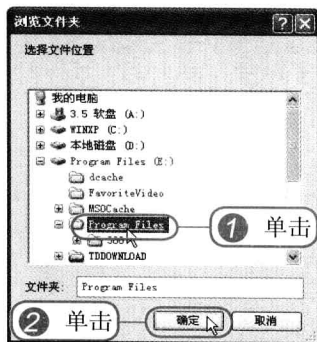 浏览文件夹
选择文件位置
我的电脑
3.5 软盘 (A:)
WINXP (C:)
本地磁盘 (D:)
Program Files (E:)
dcache
FavoriteVideo
MSOCache
Program Files
❶ 单击
TDDOWNLOAD
文件夹: Program Files
❷ 单击
确定
取消